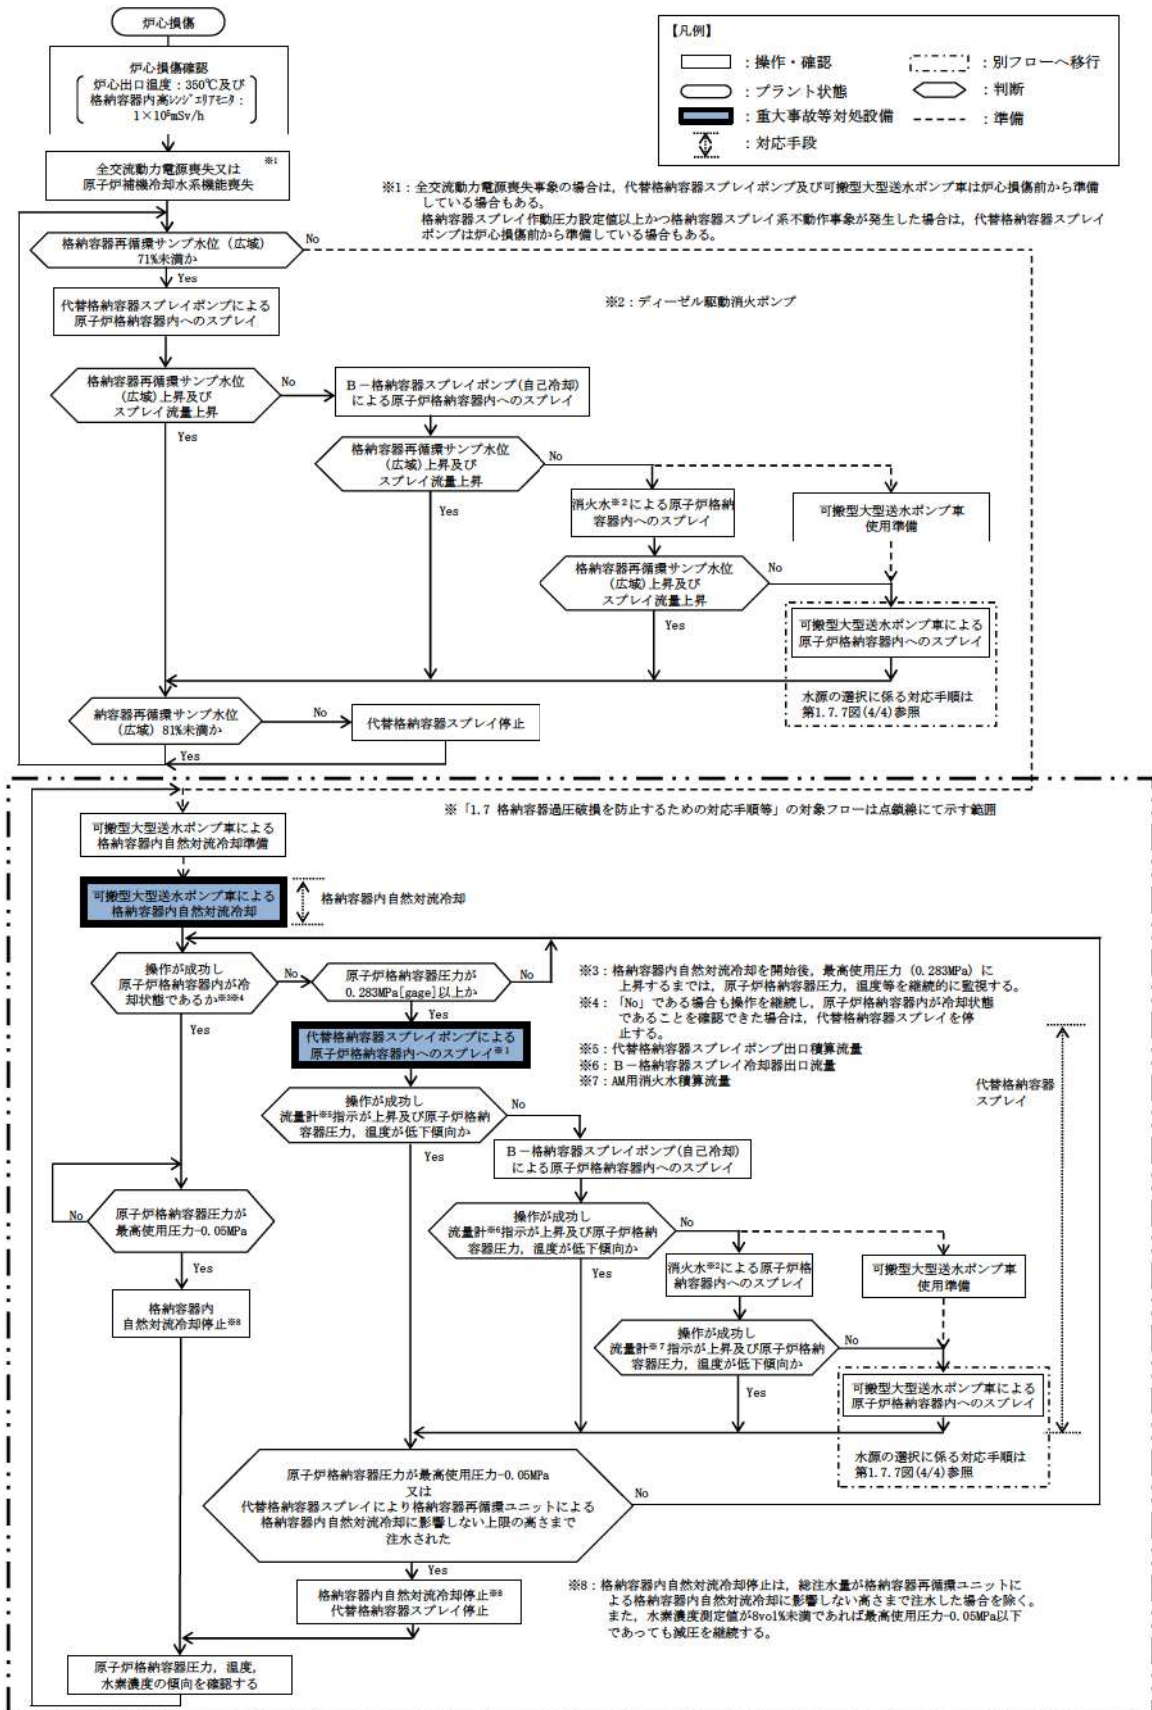 炉心損傷
炉心損傷確認
炉心出口温度:350℃及び
格納容器内高レンジエリアモニタ:
1×10⁵mSv/h
全交流動力電源喪失又は ※1
原子炉補機冷却水系機能喪失
【凡例】
:操作・確認
:別フローへ移行
:プラント状態
:判断
:重大事故等対処設備
:準備
:対応手段
※1:全交流動力電源喪失事象の場合は,代替格納容器スプレイポンプ及び可搬型大型送水ポンプ車は炉心損傷前から準備
している場合もある。
格納容器スプレイ作動圧力設定値以上かつ格納容器スプレイ系不動作事象が発生した場合は,代替格納容器スプレイ
ポンプは炉心損傷前から準備している場合もある。
格納容器再循環サンプ水位(広域)
71%未満か
No
Yes
※2:ディーゼル駆動消火ポンプ
代替格納容器スプレイポンプによる
原子炉格納容器内へのスプレイ
格納容器再循環サンプ水位
(広域)上昇及び
スプレイ流量上昇
No
Yes
B-格納容器スプレイポンプ(自己冷却)
による原子炉格納容器内へのスプレイ
格納容器再循環サンプ水位
(広域)上昇及び
スプレイ流量上昇
No
Yes
消火水※2による原子炉格納
容器内へのスプレイ
可搬型大型送水ポンプ車
使用準備
格納容器再循環サンプ水位
(広域)上昇及び
スプレイ流量上昇
No
Yes
可搬型大型送水ポンプ車による
原子炉格納容器内へのスプレイ
水源の選択に係る対応手順は
第1.7.7図(4/4)参照
納容器再循環サンプ水位
(広域)81%未満か
No
Yes
代替格納容器スプレイ停止
※「1.7 格納容器過圧破損を防止するための対応手順等」の対象フローは点鎖線にて示す範囲
可搬型大型送水ポンプ車による
格納容器内自然対流冷却準備
可搬型大型送水ポンプ車による
格納容器内自然対流冷却
格納容器内自然対流冷却
操作が成功し
原子炉格納容器内が冷
却状態であるか※3※4
No
Yes
原子炉格納容器圧力が
0.283MPa[gage]以上か
No
Yes
※3:格納容器内自然対流冷却を開始後,最高使用圧力(0.283MPa)に
上昇するまでは,原子炉格納容器圧力,温度等を継続的に監視する。
※4:「No」である場合も操作を継続し,原子炉格納容器内が冷却状態
であることを確認できた場合は,代替格納容器スプレイを停
止する。
※5:代替格納容器スプレイポンプ出口積算流量
※6:B-格納容器スプレイ冷却器出口流量
※7:AM用消火水積算流量
代替格納容器スプレイポンプによる
原子炉格納容器内へのスプレイ※1
代替格納容器
スプレイ
操作が成功し
流量計※5指示が上昇及び原子炉格納
容器圧力,温度が低下傾向か
No
Yes
B-格納容器スプレイポンプ(自己冷却)
による原子炉格納容器内へのスプレイ
原子炉格納容器圧力が
最高使用圧力-0.05MPa
No
Yes
操作が成功し
流量計※6指示が上昇及び原子炉格納
容器圧力,温度が低下傾向か
No
Yes
消火水※2による原子炉格
納容器内へのスプレイ
可搬型大型送水ポンプ車
使用準備
格納容器内
自然対流冷却停止※8
操作が成功し
流量計※7指示が上昇及び原子炉格納
容器圧力,温度が低下傾向か
No
Yes
可搬型大型送水ポンプ車による
原子炉格納容器内へのスプレイ
水源の選択に係る対応手順は
第1.7.7図(4/4)参照
原子炉格納容器圧力が最高使用圧力-0.05MPa
又は
代替格納容器スプレイにより格納容器再循環ユニットによる
格納容器内自然対流冷却に影響しない上限の高さまで
注水された
No
Yes
格納容器内自然対流冷却停止※8
代替格納容器スプレイ停止
※8:格納容器内自然対流冷却停止は,総注水量が格納容器再循環ユニットに
よる格納容器内自然対流冷却に影響しない高さまで注水した場合を除く。
また,水素濃度測定値が8vol%未満であれば最高使用圧力-0.05MPa以下
であっても減圧を継続する。
原子炉格納容器圧力,温度,
水素濃度の傾向を確認する